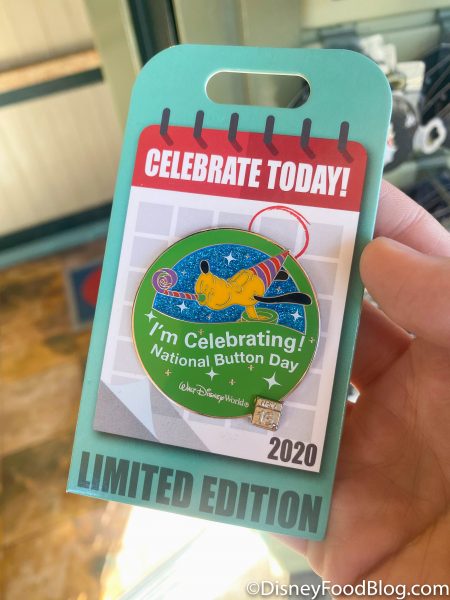 CELEBRATE TODAY!
I'm Celebrating!
National Button Day
Walt Disney World®
2020
LIMITED EDITION
©DisneyFoodBlog.com